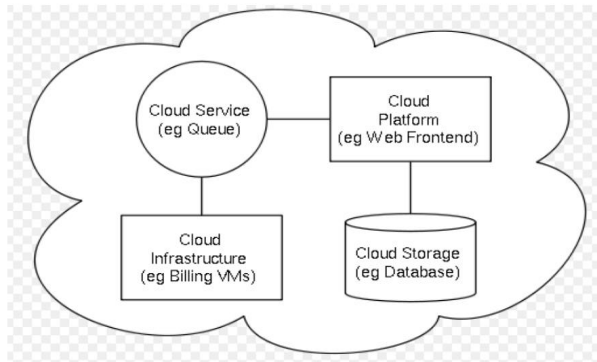 Cloud Service
(eg Queue)
Cloud
Platform
(eg Web Frontend)
Cloud
Infrastructure
(eg Billing VMs)
Cloud Storage
(eg Database)